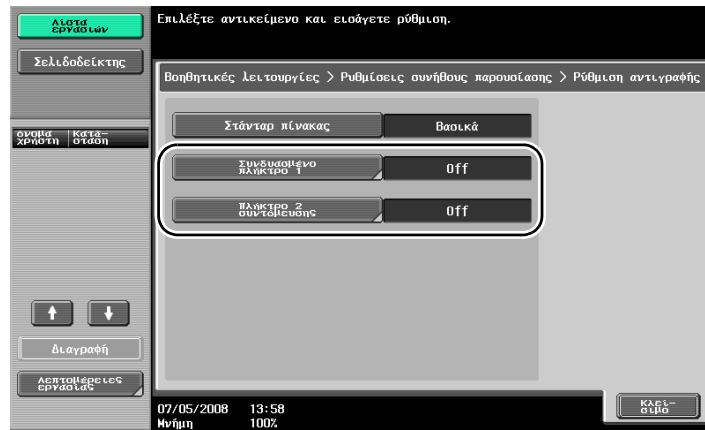 Λίστα
εργασιών
Επιλέξτε αντικείμενο και εισάγετε ρύθμιση.
Σελιδοδείκτης
Βοηθητικές λειτουργίες > Ρυθμίσεις συνήθους παρουσίασης > Ρύθμιση αντιγραφής
όνομα χρήστη
Κατά-
σταση
Στάνταρ πίνακας
Βασικά
Συνδυασμένο
πλήκτρο 1
Off
Πλήκτρο 2
συντόμευσης
Off
Διαγραφή
Λεπτομέρειες
εργασίας
07/05/2008 13:58
Μνήμη 100%
Κλεί-
σιμο